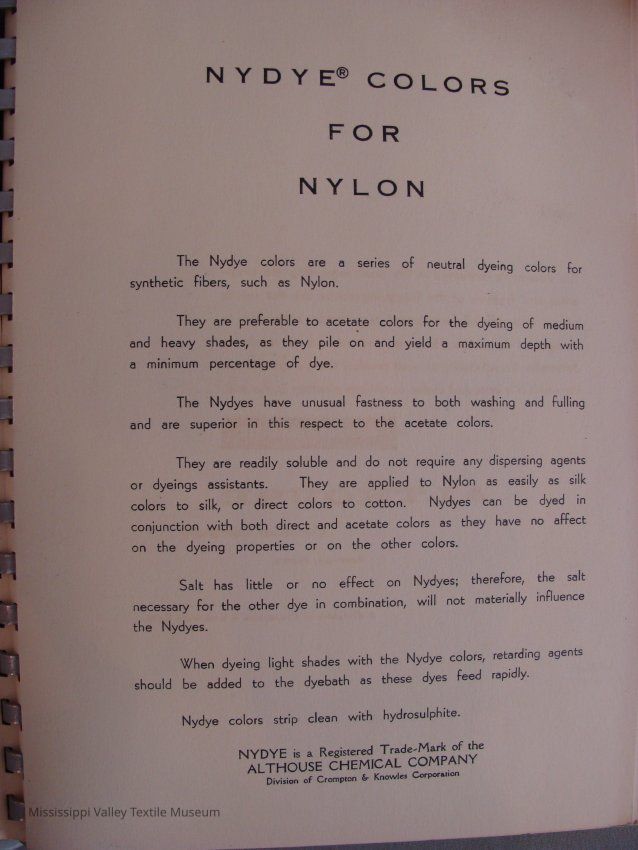 NYDYE® COLORS
FOR
NYLON
The Nydye colors are a series of neutral dyeing colors for
synthetic fibers, such as Nylon.
They are preferable to acetate colors for the dyeing of medium
and heavy shades, as they pile on and yield a maximum depth with
a minimum percentage of dye.
The Nydyes have unusual fastness to both washing and fulling
and are superior in this respect to the acetate colors.
They are readily soluble and do not require any dispersing agents
or dyeings assistants. They are applied to Nylon as easily as silk
colors to silk, or direct colors to cotton. Nydyes can be dyed in
conjunction with both direct and acetate colors as they have no affect
on the dyeing properties or on the other colors.
Salt has little or no effect on Nydyes; therefore, the salt
necessary for the other dye in combination, will not materially influence
the Nydyes.
When dyeing light shades with the Nydye colors, retarding agents
should be added to the dyebath as these dyes feed rapidly.
Nydye colors strip clean with hydrosulphite.
NYDYE is a Registered Trade-Mark of the
ALTHOUSE CHEMICAL COMPANY
Division of Crompton & Knowles Corporation
Mississippi Valley Textile Museum